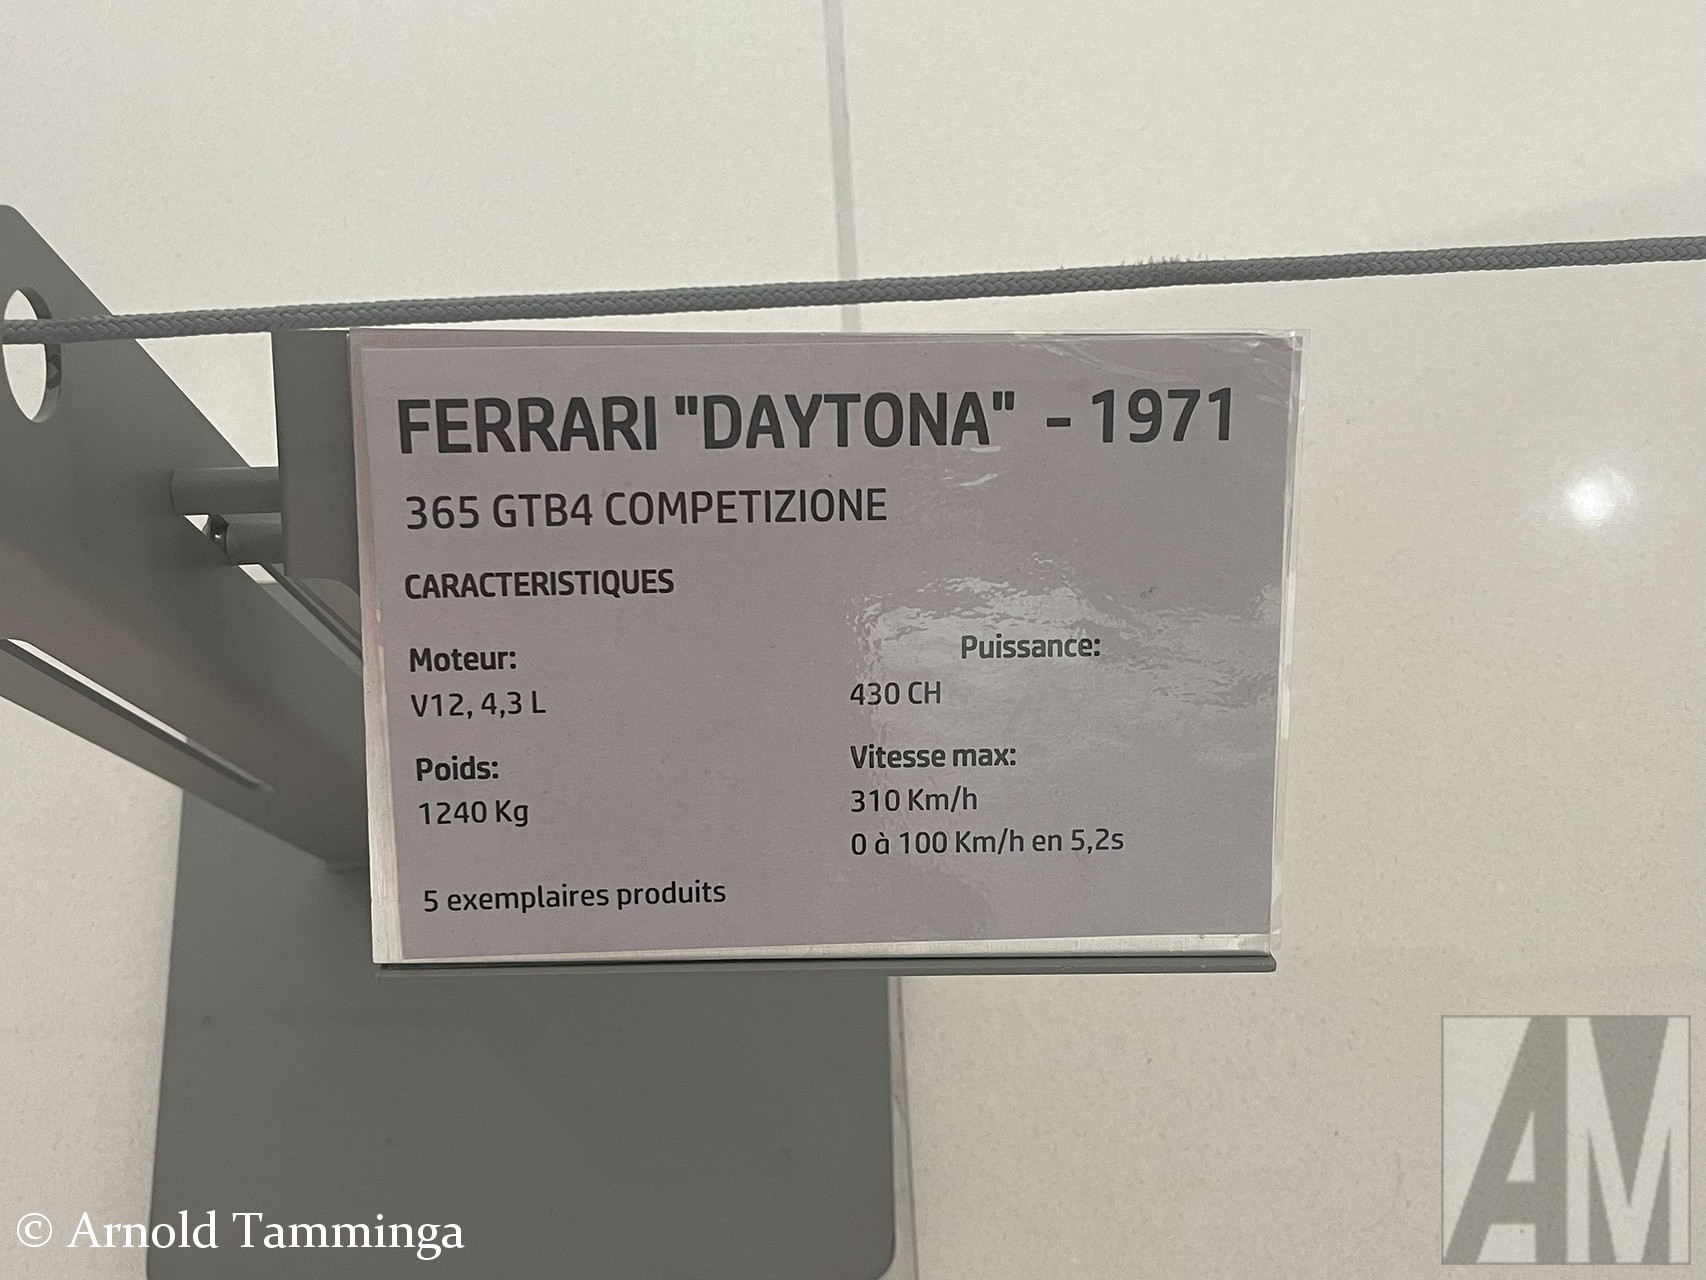 FERRARI "DAYTONA" - 1971
365 GTB4 COMPETIZIONE
CARACTERISTIQUES
Moteur:
V12, 4,3 L
Puissance:
430 CH
Poids:
1240 Kg
Vitesse max:
310 Km/h
0 à 100 Km/h en 5,2s
5 exemplaires produits
AM
© Arnold Tamminga